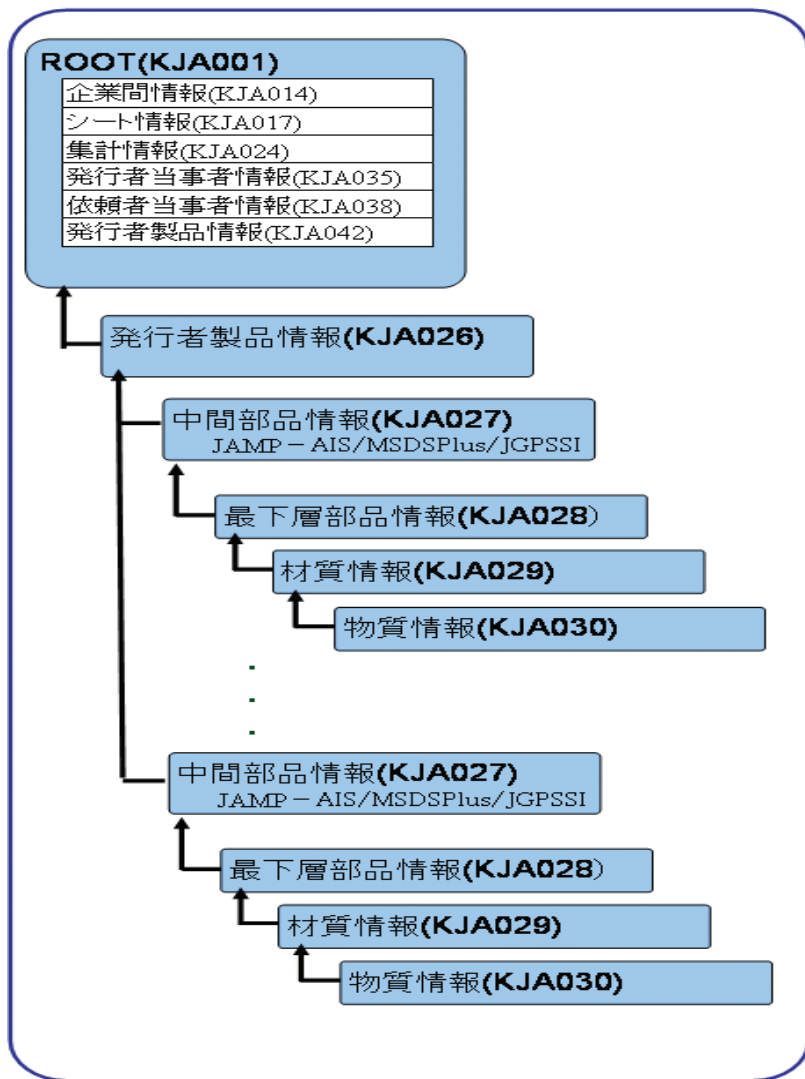 ROOT(KJA001)
企業間情報(KJA014)
シート情報(KJA017)
集計情報(KJA024)
発行者当事者情報(KJA035)
依頼者当事者情報(KJA038)
発行者製品情報(KJA042)
発行者製品情報(KJA026)
中間部品情報(KJA027)
JAMP－AIS/MSDSPlus/JGPSSI
最下層部品情報(KJA028）
材質情報(KJA029)
物質情報(KJA030)
中間部品情報(KJA027)
JAMP－AIS/MSDSPlus/JGPSSI
最下層部品情報(KJA028）
材質情報(KJA029)
物質情報(KJA030)